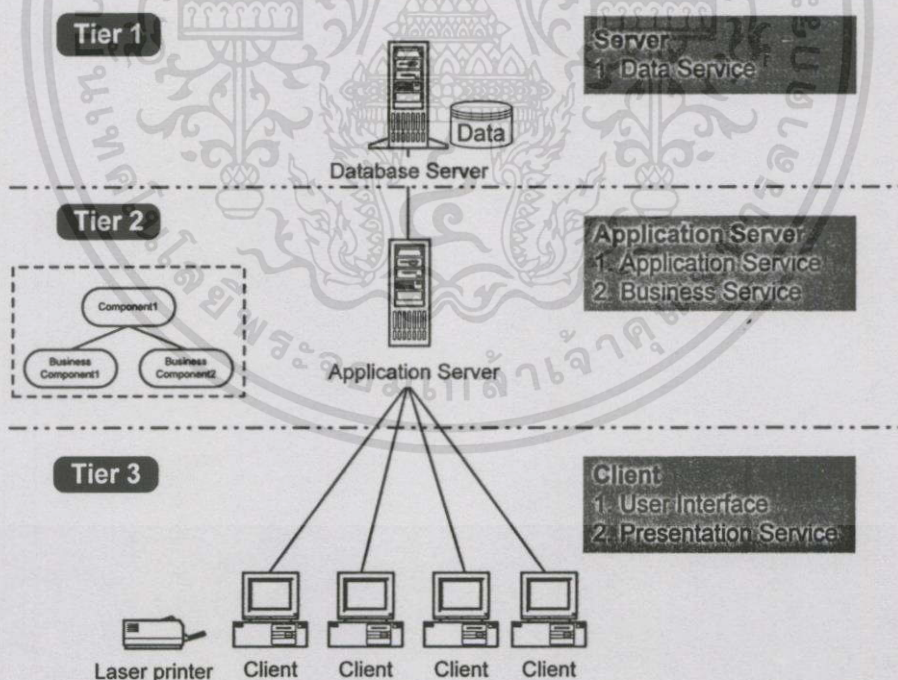 Tier 1
Server
1. Data Service
Data
Database Server
Tier 2
Application Server
1. Application Service
2. Business Service
Component1
Business
Component1
Business
Component2
Application Server
Tier 3
Client
1. User Interface
2. Presentation Service
Laser printer
Client
Client
Client
Client